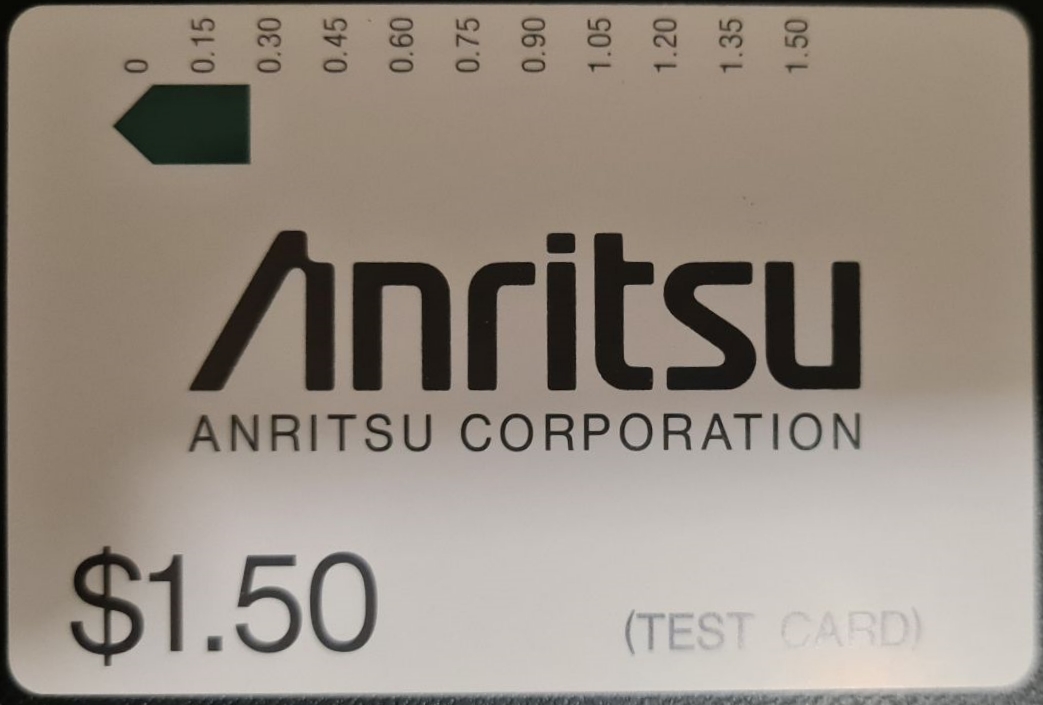 0 0.15 0.30 0.45 0.60 0.75 0.90 1.05 1.20 1.35 1.50
Anritsu
ANRITSU CORPORATION
$1.50
(TEST CARD)